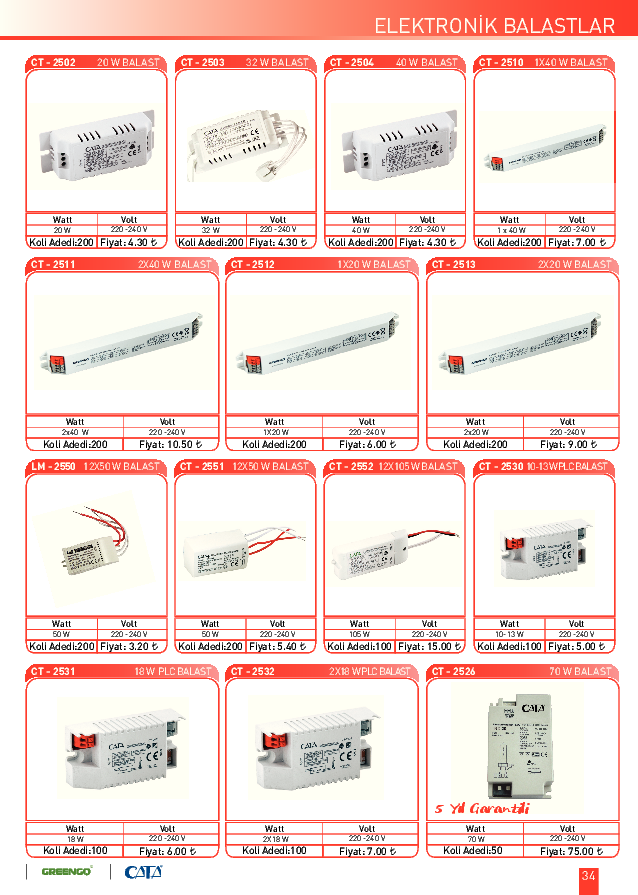 ELEKTRONİK BALASTLAR
CT - 2502 20 W BALAST
CT - 2503 32 W BALAST
CT - 2504 40 W BALAST
CT - 2510 1X40 W BALAST
CATA
CATA
CATA
Watt Volt
20 W 220 -240 V
Koli Adedi:200 Fiyat: 4.30 ₺
Watt Volt
32 W 220 -240 V
Koli Adedi:200 Fiyat: 4.30 ₺
Watt Volt
40 W 220 -240 V
Koli Adedi:200 Fiyat: 4.30 ₺
Watt Volt
1 x 40 W 220 -240 V
Koli Adedi:200 Fiyat: 7.00 ₺
CT - 2511 2X40 W BALAST
CT - 2512 1X20 W BALAST
CT - 2513 2X20 W BALAST
Watt Volt
2x40 W 220 -240 V
Koli Adedi:200 Fiyat: 10.50 ₺
Watt Volt
1X20 W 220 -240 V
Koli Adedi:200 Fiyat: 6.00 ₺
Watt Volt
2x20 W 220 -240 V
Koli Adedi:200 Fiyat: 9.00 ₺
LM - 2550 12X50 W BALAST
CT - 2551 12X50 W BALAST
CT - 2552 12X105 W BALAST
CT - 2530 10-13 W PLC BALAST
CATA
CATA
Watt Volt
50 W 220 -240 V
Koli Adedi:200 Fiyat: 3.20 ₺
Watt Volt
50 W 220 -240 V
Koli Adedi:200 Fiyat: 5.40 ₺
Watt Volt
105 W 220 -240 V
Koli Adedi:100 Fiyat: 15.00 ₺
Watt Volt
10- 13 W 220 -240 V
Koli Adedi:100 Fiyat: 5.00 ₺
CT - 2531 18 W PLC BALAST
CT - 2532 2X18 W PLC BALAST
CT - 2526 70 W BALAST
CATA
CATA
CATA
5 Yıl Garantili
Watt Volt
18 W 220 -240 V
Koli Adedi:100 Fiyat: 6.00 ₺
Watt Volt
2X18 W 220 -240 V
Koli Adedi:100 Fiyat: 7.00 ₺
Watt Volt
70 W 220 -240 V
Koli Adedi:50 Fiyat: 75.00 ₺
GREENGO CATA
34